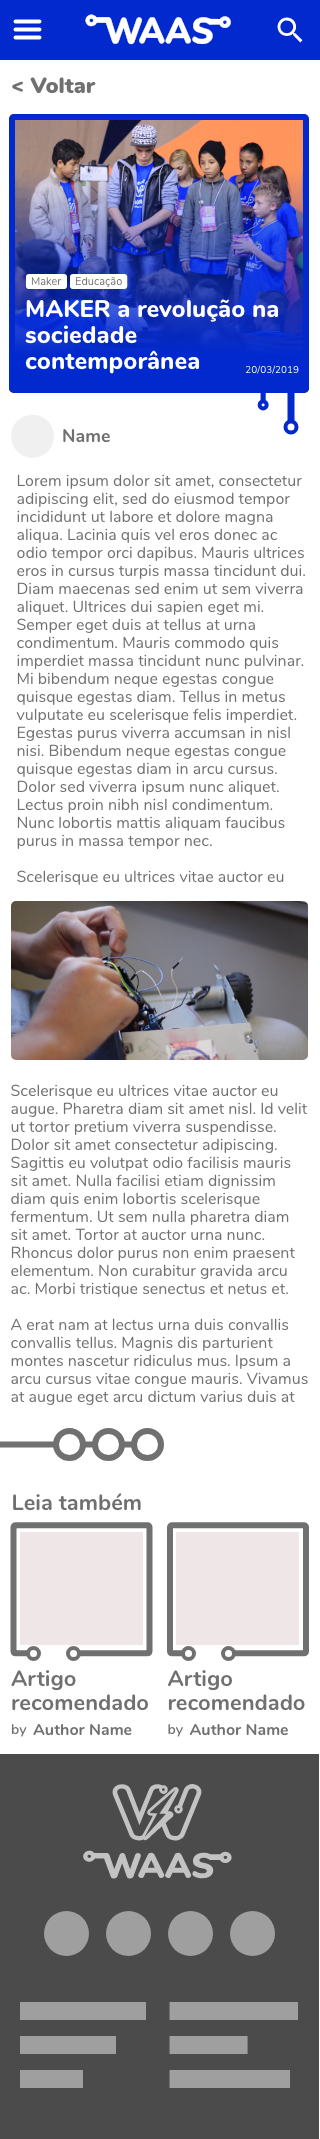 WAAS
< Voltar
Maker Educação
MAKER a revolução na
sociedade
contemporânea
20/03/2019
Name
Lorem ipsum dolor sit amet, consectetur
adipiscing elit, sed do eiusmod tempor
incididunt ut labore et dolore magna
aliqua. Lacinia quis vel eros donec ac
odio tempor orci dapibus. Mauris ultrices
eros in cursus turpis massa tincidunt dui.
Diam maecenas sed enim ut sem viverra
aliquet. Ultrices dui sapien eget mi.
Semper eget duis at tellus at urna
condimentum. Mauris commodo quis
imperdiet massa tincidunt nunc pulvinar.
Mi bibendum neque egestas congue
quisque egestas diam. Tellus in metus
vulputate eu scelerisque felis imperdiet.
Egestas purus viverra accumsan in nisl
nisi. Bibendum neque egestas congue
quisque egestas diam in arcu cursus.
Dolor sed viverra ipsum nunc aliquet.
Lectus proin nibh nisl condimentum.
Nunc lobortis mattis aliquam faucibus
purus in massa tempor nec.
Scelerisque eu ultrices vitae auctor eu
Scelerisque eu ultrices vitae auctor eu
augue. Pharetra diam sit amet nisl. Id velit
ut tortor pretium viverra suspendisse.
Dolor sit amet consectetur adipiscing.
Sagittis eu volutpat odio facilisis mauris
sit amet. Nulla facilisi etiam dignissim
diam quis enim lobortis scelerisque
fermentum. Ut sem nulla pharetra diam
sit amet. Tortor at auctor urna nunc.
Rhoncus dolor purus non enim praesent
elementum. Non curabitur gravida arcu
ac. Morbi tristique senectus et netus et.
A erat nam at lectus urna duis convallis
convallis tellus. Magnis dis parturient
montes nascetur ridiculus mus. Ipsum a
arcu cursus vitae congue mauris. Vivamus
at augue eget arcu dictum varius duis at
Leia também
Artigo
recomendado
by Author Name
Artigo
recomendado
by Author Name
WAAS